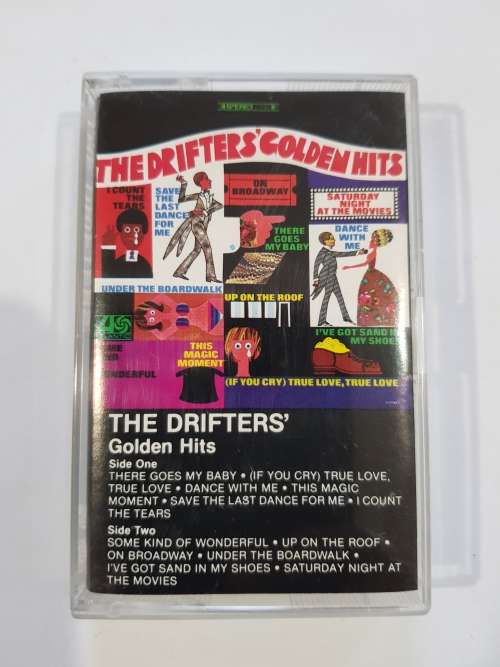 STEREO
THE DRIFTERS' GOLDEN HITS
I COUNT
THE
TEARS
SAVE
THE
LAST
DANCE
FOR
ME
ON
BROADWAY
SATURDAY
NIGHT
AT THE MOVIES
THERE
GOES
MY BABY
DANCE
WITH
ME
UNDER THE BOARDWALK
UP ON THE ROOF
I'VE GOT SAND IN
MY SHOES
THIS
MAGIC
MOMENT
(IF YOU CRY) TRUE LOVE, TRUE LOVE
THE DRIFTERS'
Golden Hits
Side One
THERE GOES MY BABY • (IF YOU CRY) TRUE LOVE,
TRUE LOVE • DANCE WITH ME • THIS MAGIC
MOMENT • SAVE THE LAST DANCE FOR ME • I COUNT
THE TEARS
Side Two
SOME KIND OF WONDERFUL • UP ON THE ROOF •
ON BROADWAY • UNDER THE BOARDWALK •
I'VE GOT SAND IN MY SHOES • SATURDAY NIGHT AT
THE MOVIES